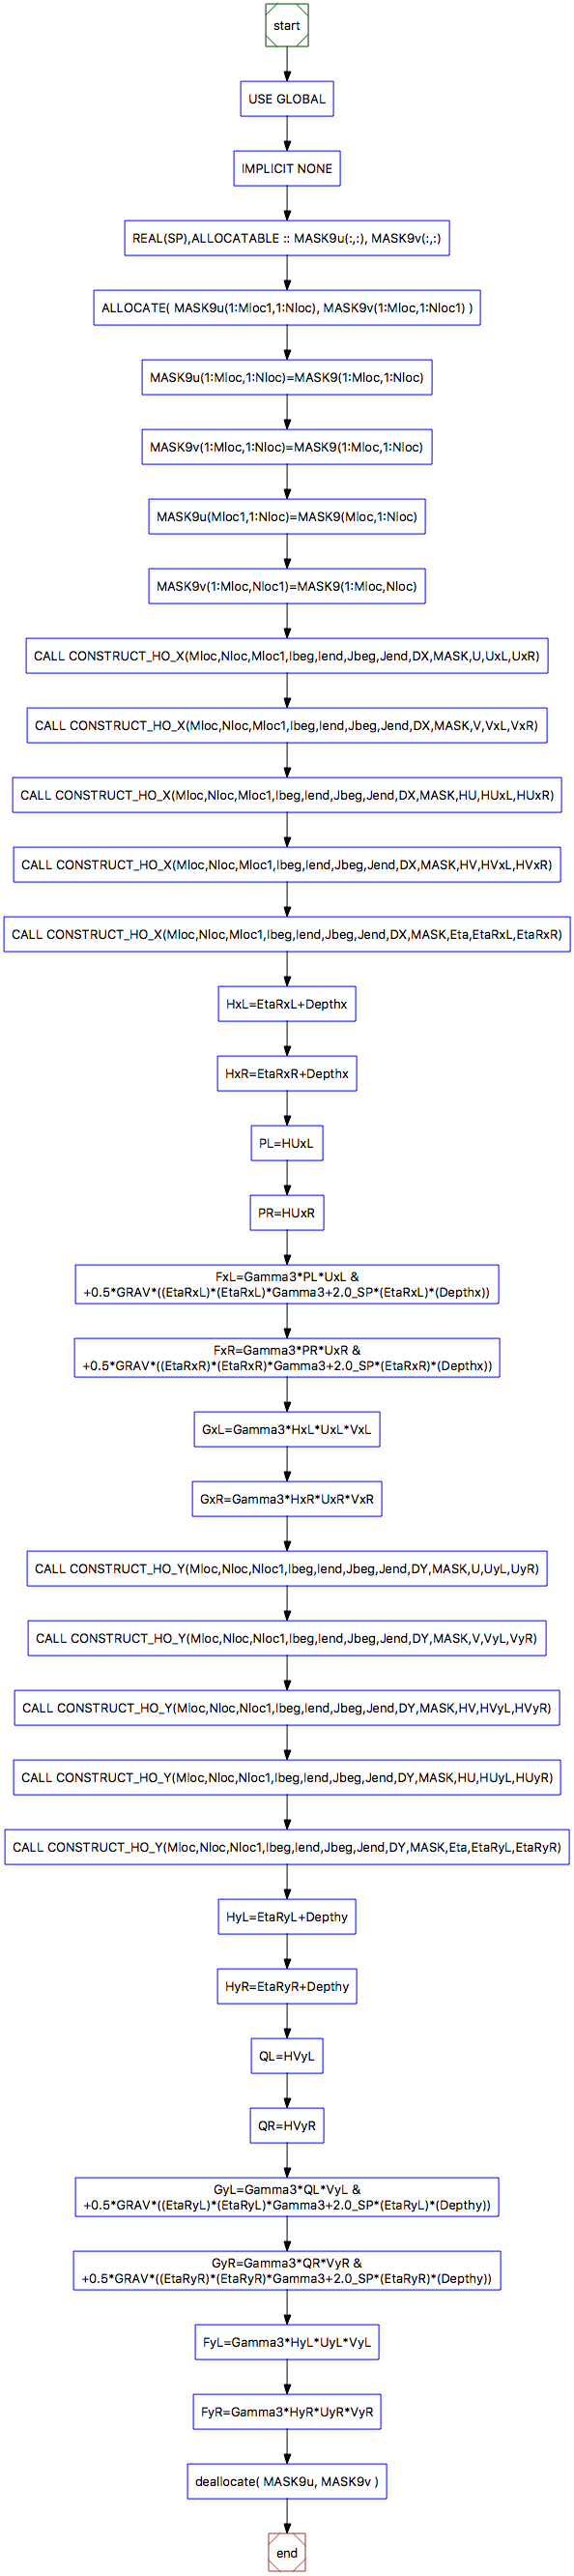 start
USE GLOBAL
IMPLICIT NONE
REAL(SP),ALLOCATABLE :: MASK9u(:,:), MASK9v(:,:)
ALLOCATE( MASK9u(1:Mloc1,1:Nloc), MASK9v(1:Mloc,1:Nloc1) )
MASK9u(1:Mloc,1:Nloc)=MASK9(1:Mloc,1:Nloc)
MASK9v(1:Mloc,1:Nloc)=MASK9(1:Mloc,1:Nloc)
MASK9u(Mloc1,1:Nloc)=MASK9(Mloc,1:Nloc)
MASK9v(1:Mloc,Nloc1)=MASK9(1:Mloc,Nloc)
CALL CONSTRUCT_HO_X(Mloc,Nloc,Mloc1,Ibeg,Iend,Jbeg,Jend,DX,MASK,U,UxL,UxR)
CALL CONSTRUCT_HO_X(Mloc,Nloc,Mloc1,Ibeg,Iend,Jbeg,Jend,DX,MASK,V,VxL,VxR)
CALL CONSTRUCT_HO_X(Mloc,Nloc,Mloc1,Ibeg,Iend,Jbeg,Jend,DX,MASK,HU,HUxL,HUxR)
CALL CONSTRUCT_HO_X(Mloc,Nloc,Mloc1,Ibeg,Iend,Jbeg,Jend,DX,MASK,HV,HVxL,HVxR)
CALL CONSTRUCT_HO_X(Mloc,Nloc,Mloc1,Ibeg,Iend,Jbeg,Jend,DX,MASK,Eta,EtaRxL,EtaRxR)
HxL=EtaRxL+Depthx
HxR=EtaRxR+Depthx
PL=HUxL
PR=HUxR
FxL=Gamma3*PL*UxL &
+0.5*GRAV*((EtaRxL)*(EtaRxL)*Gamma3+2.0_SP*(EtaRxL)*(Depthx))
FxR=Gamma3*PR*UxR &
+0.5*GRAV*((EtaRxR)*(EtaRxR)*Gamma3+2.0_SP*(EtaRxR)*(Depthx))
GxL=Gamma3*HxL*UxL*VxL
GxR=Gamma3*HxR*UxR*VxR
CALL CONSTRUCT_HO_Y(Mloc,Nloc,Nloc1,Ibeg,Iend,Jbeg,Jend,DY,MASK,U,UyL,UyR)
CALL CONSTRUCT_HO_Y(Mloc,Nloc,Nloc1,Ibeg,Iend,Jbeg,Jend,DY,MASK,V,VyL,VyR)
CALL CONSTRUCT_HO_Y(Mloc,Nloc,Nloc1,Ibeg,Iend,Jbeg,Jend,DY,MASK,HV,HVyL,HVyR)
CALL CONSTRUCT_HO_Y(Mloc,Nloc,Nloc1,Ibeg,Iend,Jbeg,Jend,DY,MASK,HU,HUyL,HUyR)
CALL CONSTRUCT_HO_Y(Mloc,Nloc,Nloc1,Ibeg,Iend,Jbeg,Jend,DY,MASK,Eta,EtaRyL,EtaRyR)
HyL=EtaRyL+Depthy
HyR=EtaRyR+Depthy
QL=HVyL
QR=HVyR
GyL=Gamma3*QL*VyL &
+0.5*GRAV*((EtaRyL)*(EtaRyL)*Gamma3+2.0_SP*(EtaRyL)*(Depthy))
GyR=Gamma3*QR*VyR &
+0.5*GRAV*((EtaRyR)*(EtaRyR)*Gamma3+2.0_SP*(EtaRyR)*(Depthy))
FyL=Gamma3*HyL*UyL*VyL
FyR=Gamma3*HyR*UyR*VyR
deallocate( MASK9u, MASK9v )
end